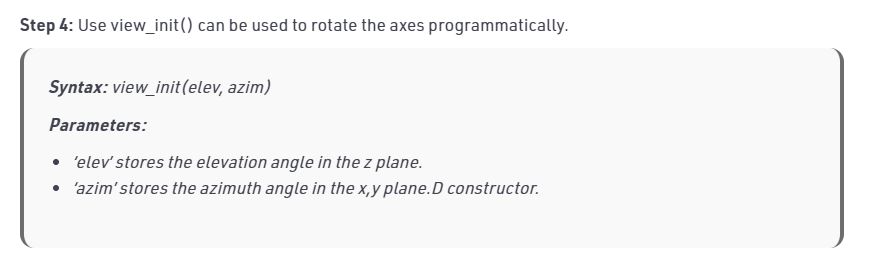 Step 4: Use view_init() can be used to rotate the axes programmatically.
Syntax: view_init(elev, azim)
Parameters:
• ‘elev’ stores the elevation angle in the z plane.
• ‘azim’ stores the azimuth angle in the x,y plane.D constructor.